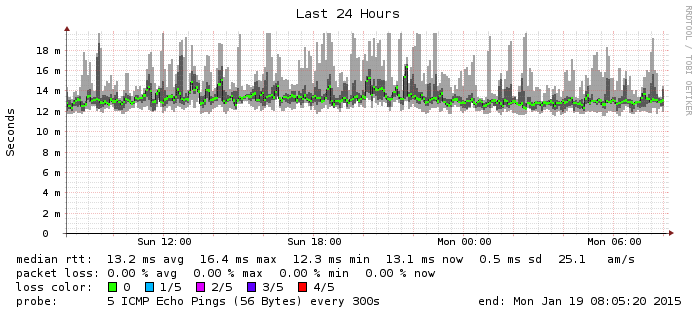 Last 24 Hours
RRDTOOL / TOBI OETIKER
Seconds
18 m
16 m
14 m
12 m
10 m
8 m
6 m
4 m
2 m
0
Sun 12:00 Sun 18:00 Mon 00:00 Mon 06:00
median rtt: 13.2 ms avg 16.4 ms max 12.3 ms min 13.1 ms now 0.5 ms sd 25.1 am/s
packet loss: 0.00 % avg 0.00 % max 0.00 % min 0.00 % now
loss color: 0 1/5 2/5 3/5 4/5
probe: 5 ICMP Echo Pings (56 Bytes) every 300s end: Mon Jan 19 08:05:20 2015